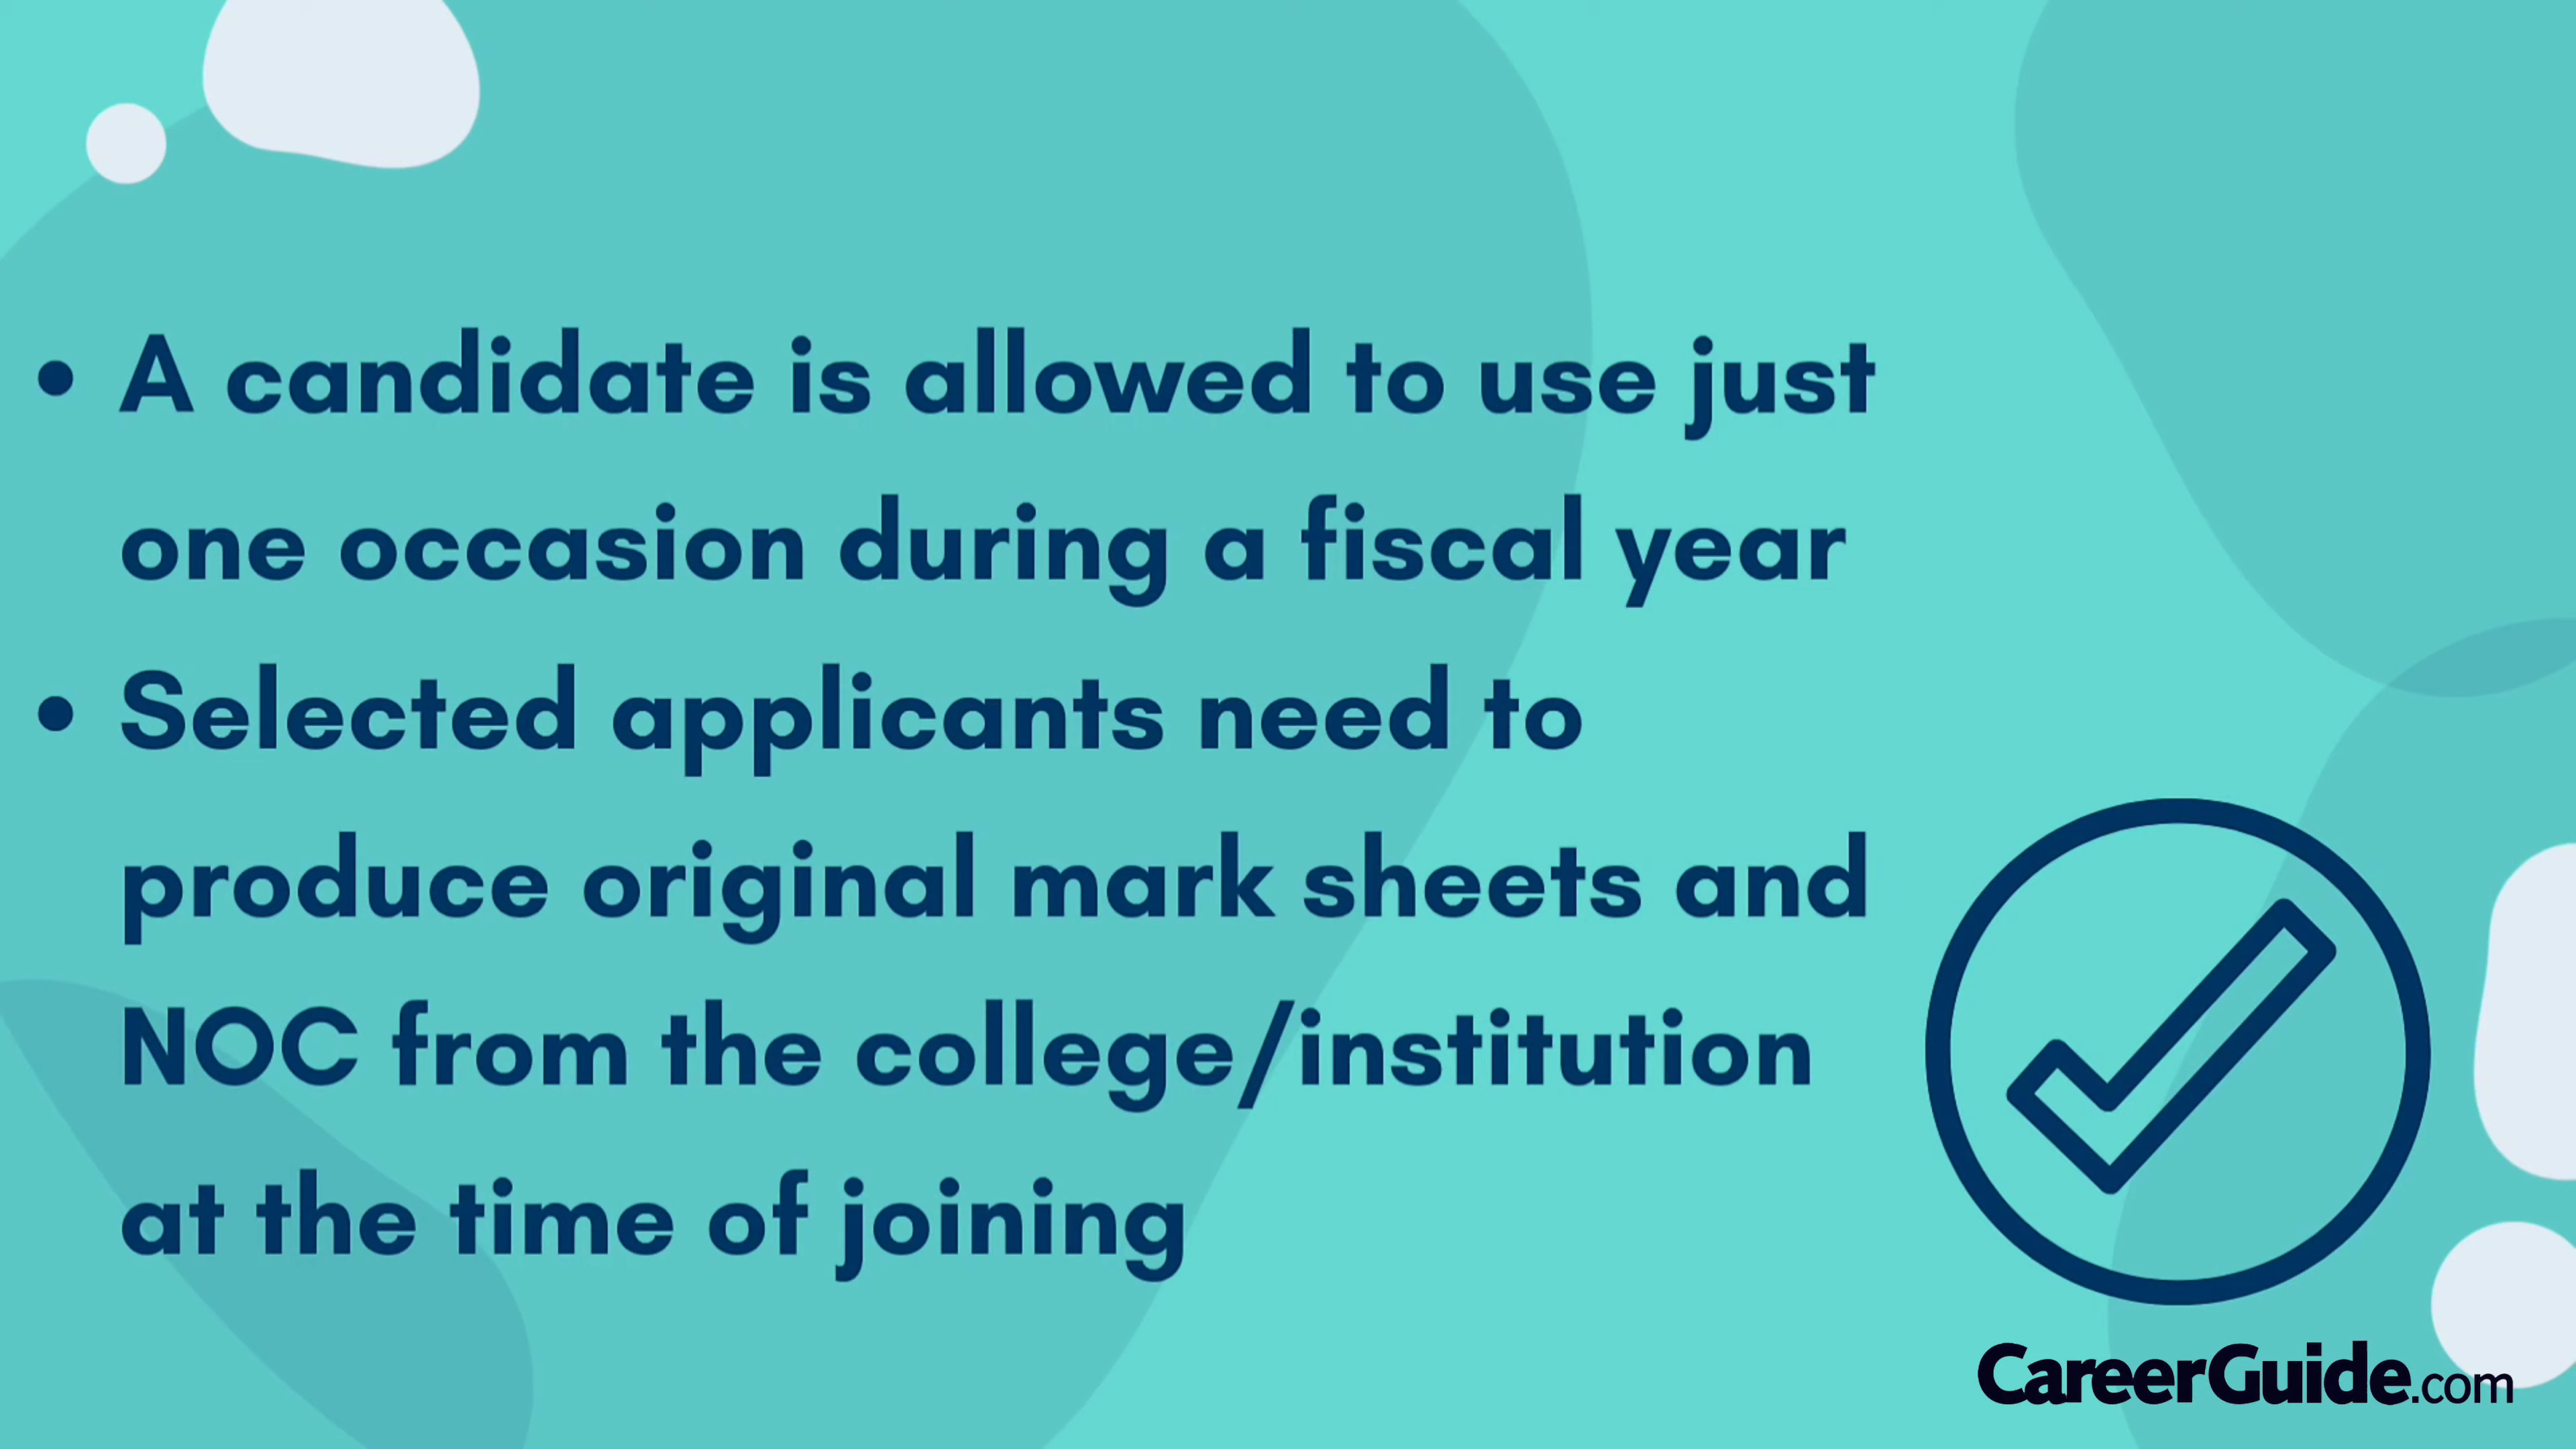 • A candidate is allowed to use just
one occasion during a fiscal year
• Selected applicants need to
produce original mark sheets and
NOC from the college/institution
at the time of joining
CareerGuide.com